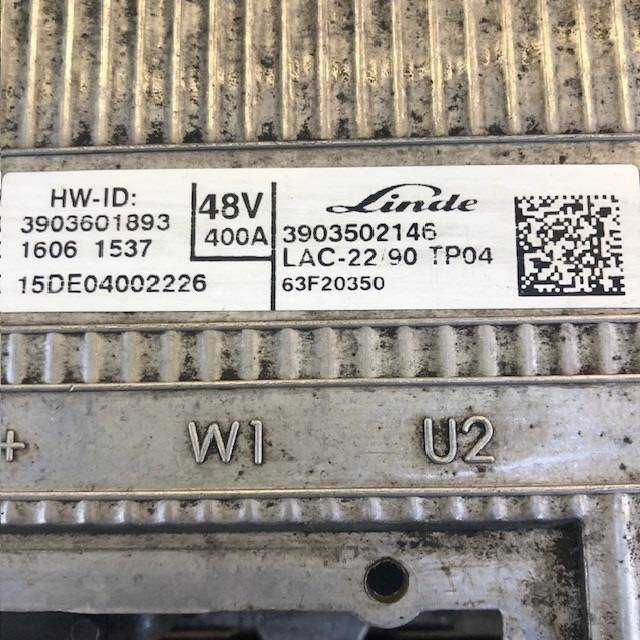 HW-ID:
3903601893
1606 1537
15DE04002226
48V
400A
Linde
3903502146
LAC-22/90 TP04
63F20350
+
W1
U2